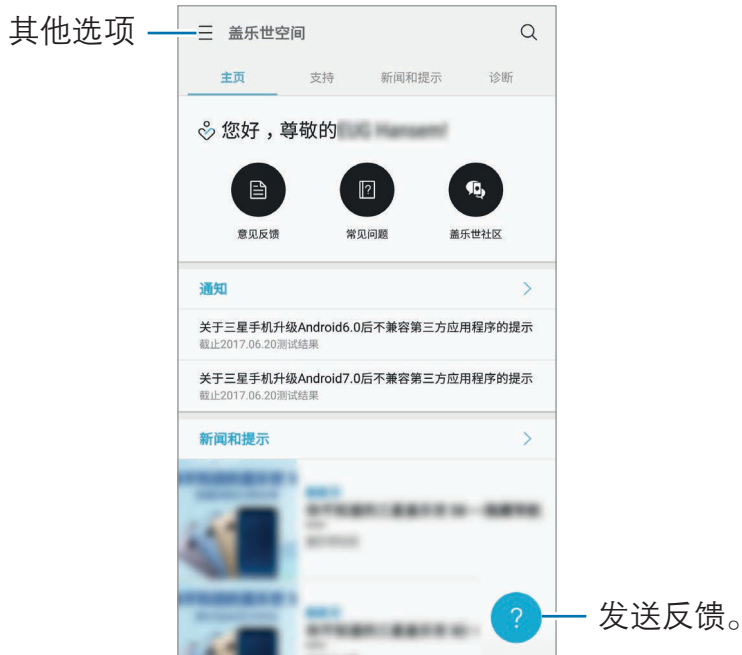 其他选项
盖乐世空间
主页 支持 新闻和提示 诊断
您好，尊敬的
意见反馈 常见问题 盖乐世社区
通知
关于三星手机升级Android6.0后不兼容第三方应用程序的提示
截止2017.06.20测试结果
关于三星手机升级Android7.0后不兼容第三方应用程序的提示
截止2017.06.20测试结果
新闻和提示
?
发送反馈。